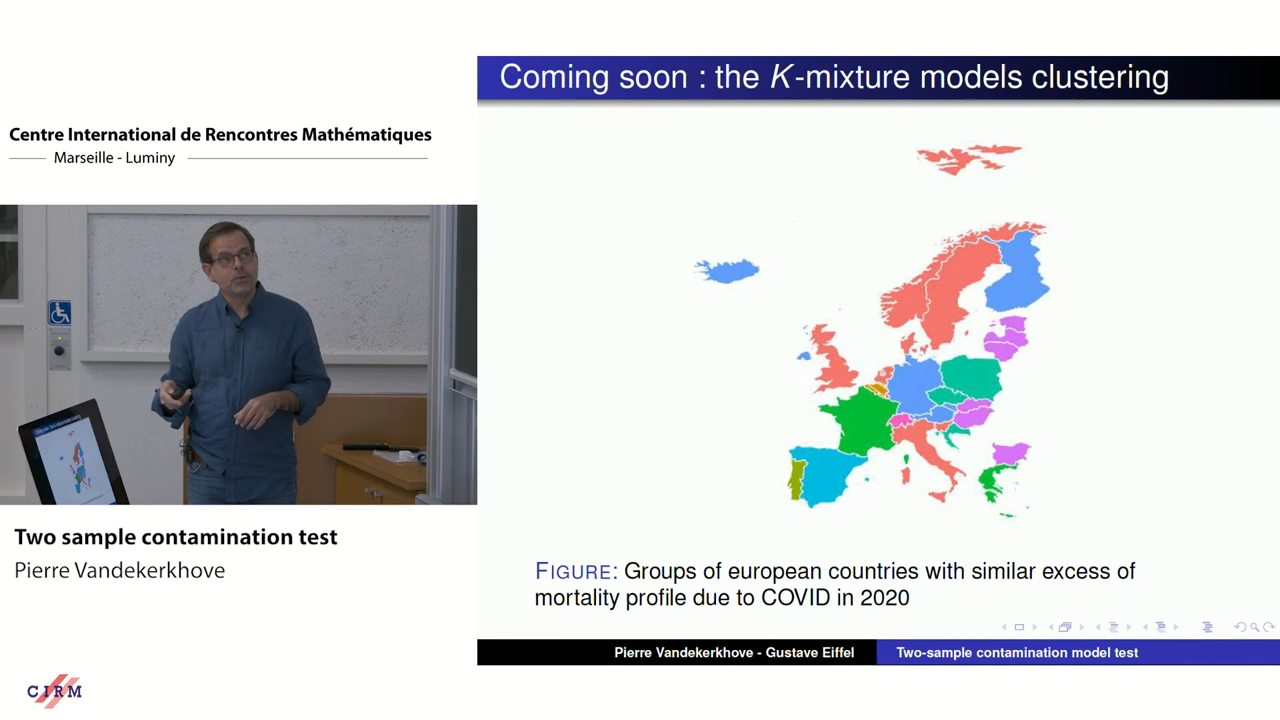 Centre International de Rencontres Mathématiques
Marseille - Luminy
Two sample contamination test
Pierre Vandekerkhove
CIRM
Coming soon : the K-mixture models clustering
FIGURE: Groups of european countries with similar excess of
mortality profile due to COVID in 2020
Pierre Vandekerkhove - Gustave Eiffel
Two-sample contamination model test